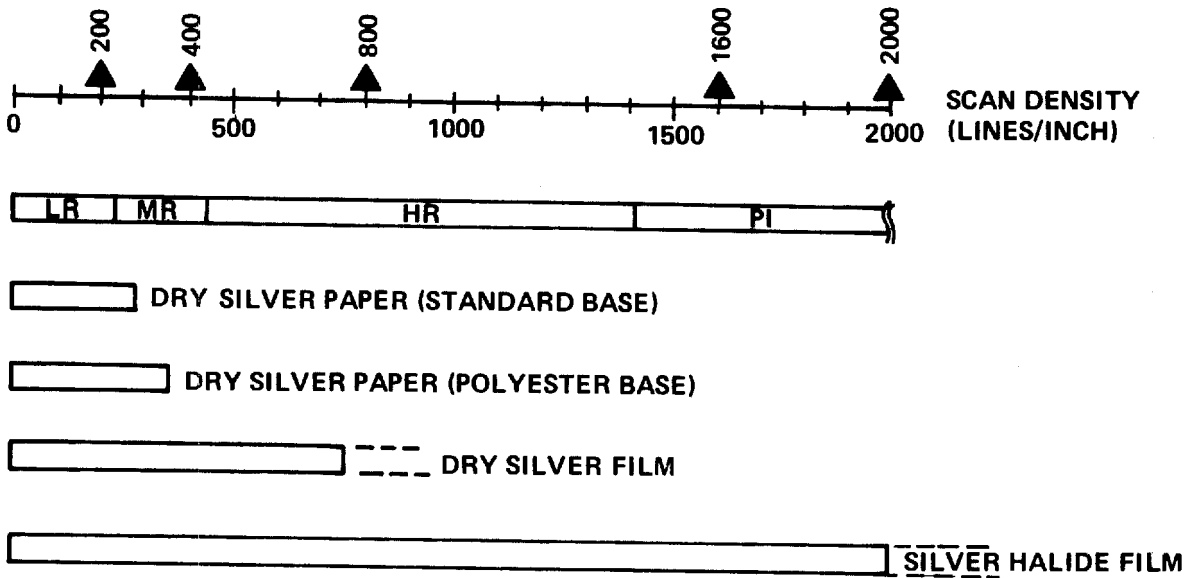 200 400 800 1600 2000
SCAN DENSITY
0 500 1000 1500 2000 (LINES/INCH)
LR MR HR PI
DRY SILVER PAPER (STANDARD BASE)
DRY SILVER PAPER (POLYESTER BASE)
DRY SILVER FILM
SILVER HALIDE FILM